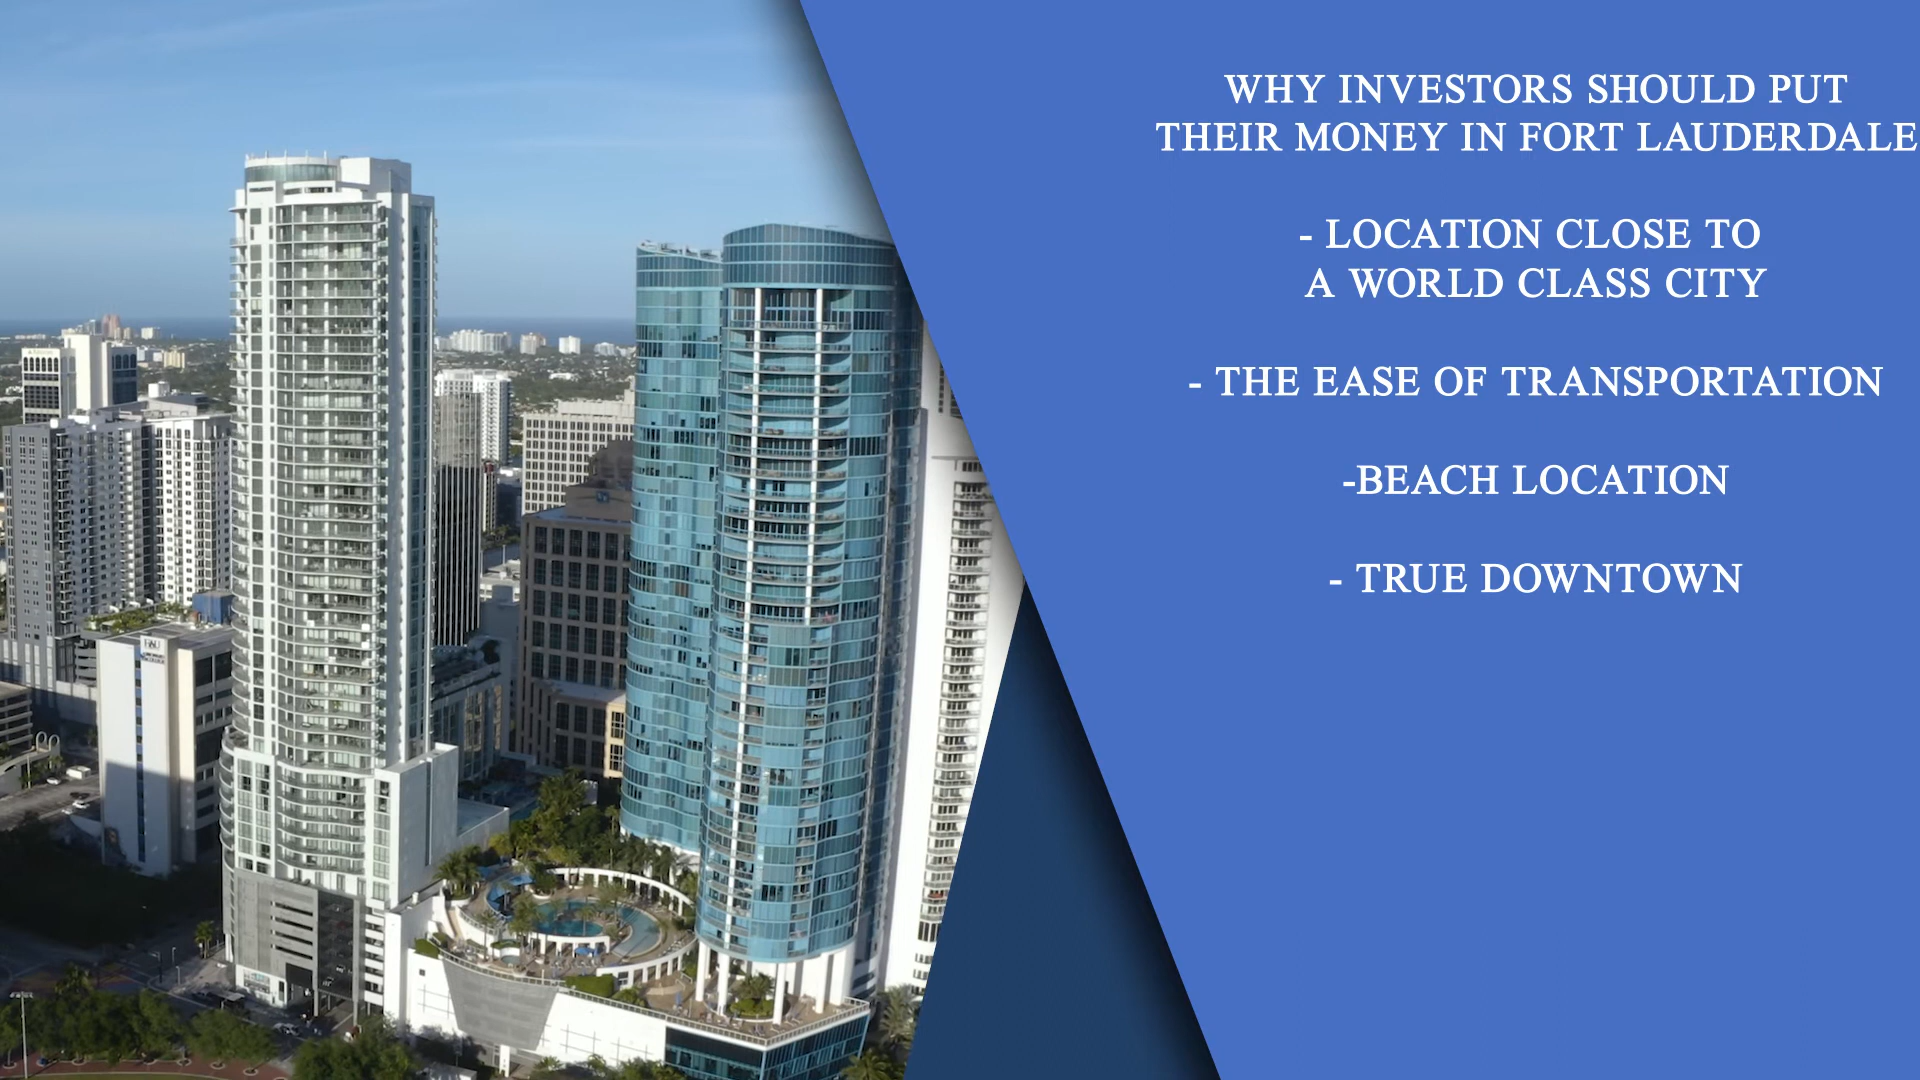 WHY INVESTORS SHOULD PUT
THEIR MONEY IN FORT LAUDERDALE
- LOCATION CLOSE TO
A WORLD CLASS CITY
- THE EASE OF TRANSPORTATION
-BEACH LOCATION
- TRUE DOWNTOWN
FAU